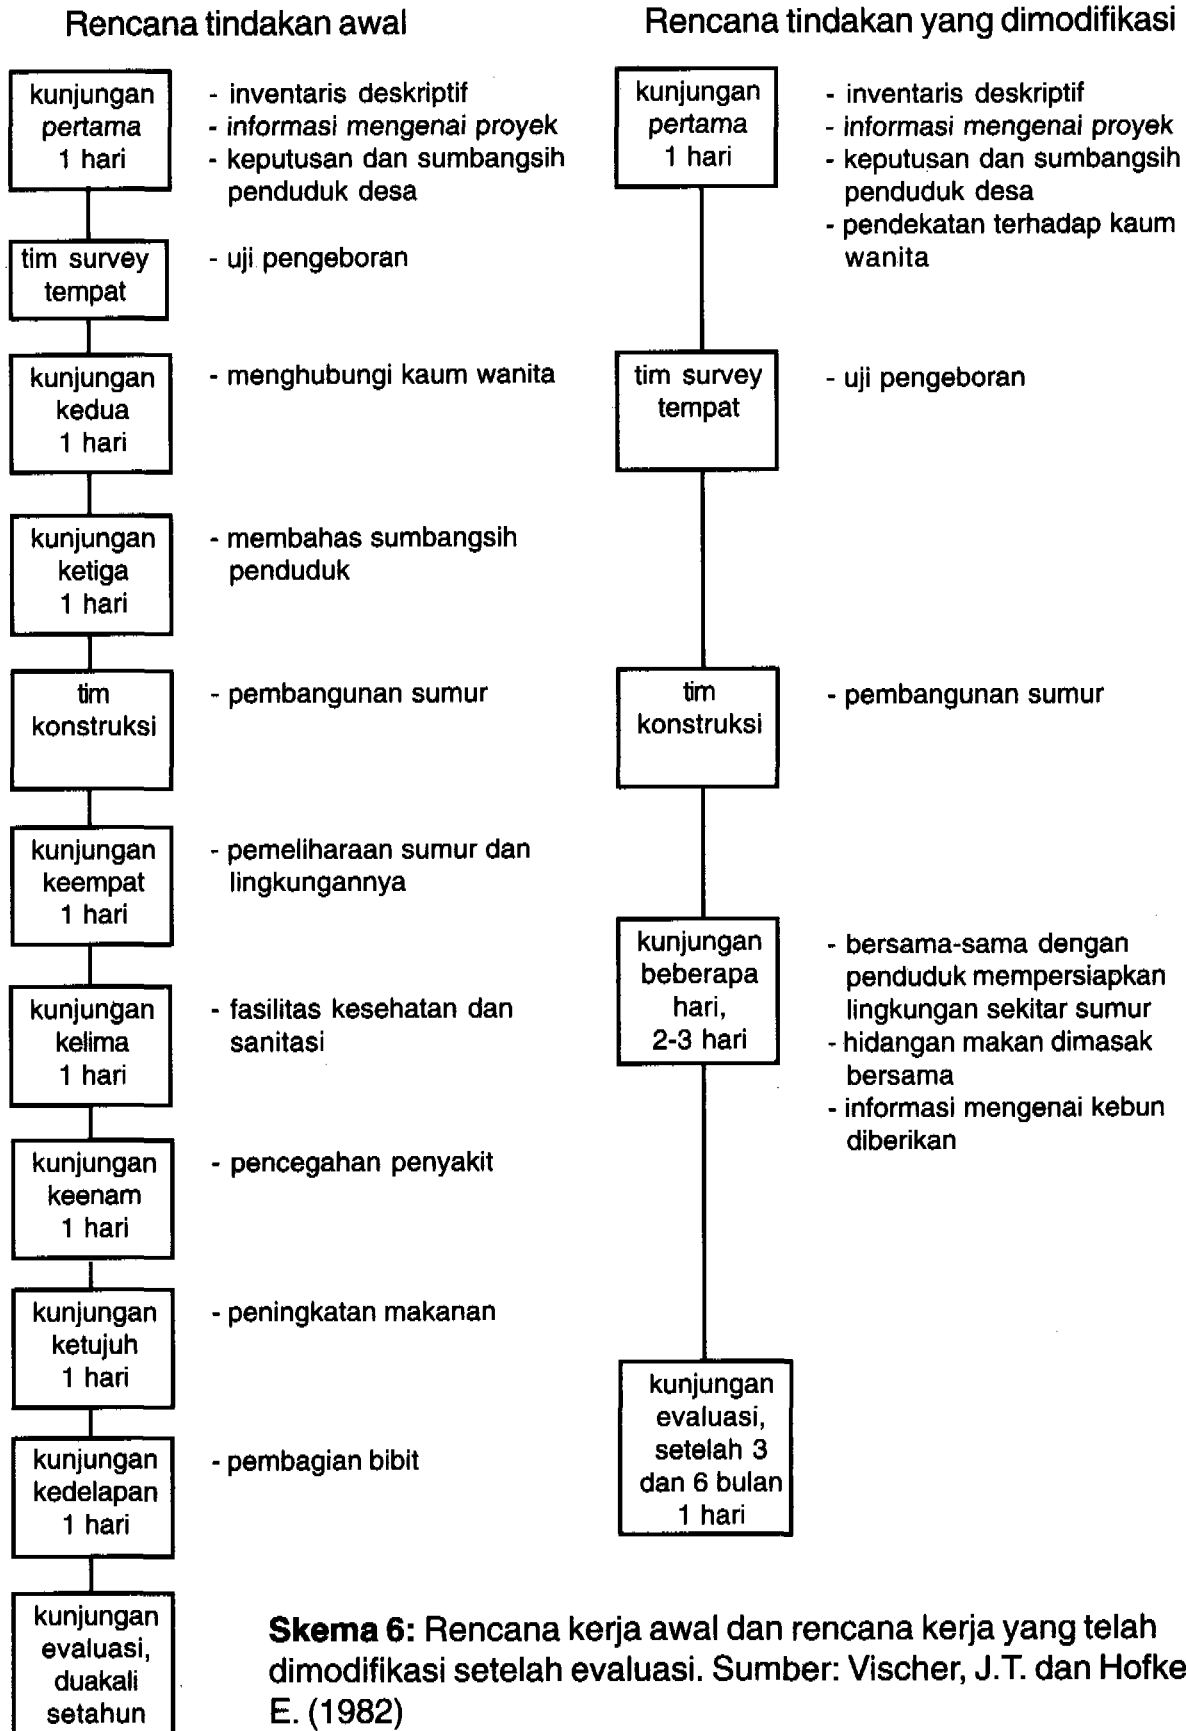 Rencana tindakan awal
kunjungan
pertama
1 hari
- inventaris deskriptif
- informasi mengenai proyek
- keputusan dan sumbangsih
penduduk desa
tim survey
tempat
- uji pengeboran
kunjungan
kedua
1 hari
- menghubungi kaum wanita
kunjungan
ketiga
1 hari
- membahas sumbangsih
penduduk
tim
konstruksi
- pembangunan sumur
kunjungan
keempat
1 hari
- pemeliharaan sumur dan
lingkungannya
kunjungan
kelima
1 hari
- fasilitas kesehatan dan
sanitasi
kunjungan
keenam
1 hari
- pencegahan penyakit
kunjungan
ketujuh
1 hari
- peningkatan makanan
kunjungan
kedelapan
1 hari
- pembagian bibit
kunjungan
evaluasi,
duakali
setahun
Rencana tindakan yang dimodifikasi
kunjungan
pertama
1 hari
- inventaris deskriptif
- informasi mengenai proyek
- keputusan dan sumbangsih
penduduk desa
- pendekatan terhadap kaum
wanita
tim survey
tempat
- uji pengeboran
tim
konstruksi
- pembangunan sumur
kunjungan
beberapa
hari,
2-3 hari
- bersama-sama dengan
penduduk mempersiapkan
lingkungan sekitar sumur
- hidangan makan dimasak
bersama
- informasi mengenai kebun
diberikan
kunjungan
evaluasi,
setelah 3
dan 6 bulan
1 hari
Skema 6: Rencana kerja awal dan rencana kerja yang telah
dimodifikasi setelah evaluasi. Sumber: Vischer, J.T. dan Hofke
E. (1982)